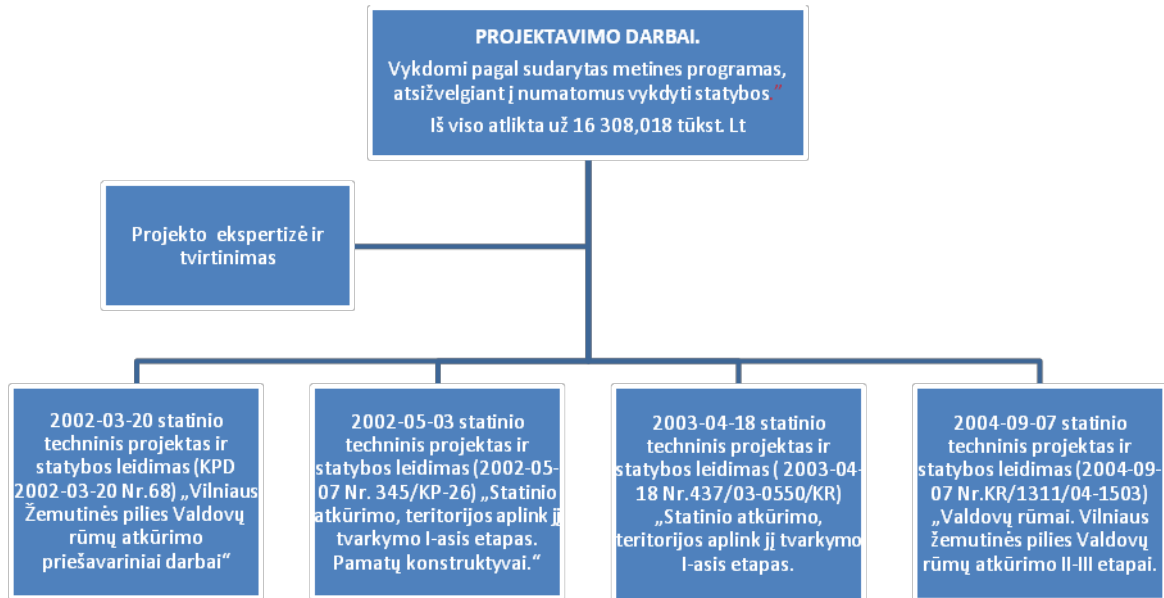 PROJEKTAVIMO DARBAI.
Vykdomi pagal sudarytas metines programas,
atsižvelgiant į numatomus vykdyti statybos.”
Iš viso atlikta už 16 308,018 tūkst. Lt
Projekto ekspertizė ir
tvirtinimas
2002-03-20 statinio
techninis projektas ir
statybos leidimas (KPD
2002-03-20 Nr.68) „Vilniaus
Žemutinės pilies Valdovų
rūmų atkūrimo
priešavariniai darbai“
2002-05-03 statinio
techninis projektas ir
statybos leidimas (2002-05-
07 Nr. 345/KP-26) „Statinio
atkūrimo, teritorijos aplink jį
tvarkymo I-asis etapas.
Pamatų konstruktyvai.“
2003-04-18 statinio
techninis projektas ir
statybos leidimas ( 2003-04-
18 Nr.437/03-0550/KR)
„Statinio atkūrimo,
teritorijos aplink jį tvarkymo
I-asis etapas.
2004-09-07 statinio
techninis projektas ir
statybos leidimas (2004-09-
07 Nr.KR/1311/04-1503)
„Valdovų rūmai. Vilniaus
žemutinės pilies Valdovų
rūmų atkūrimo II-III etapai.